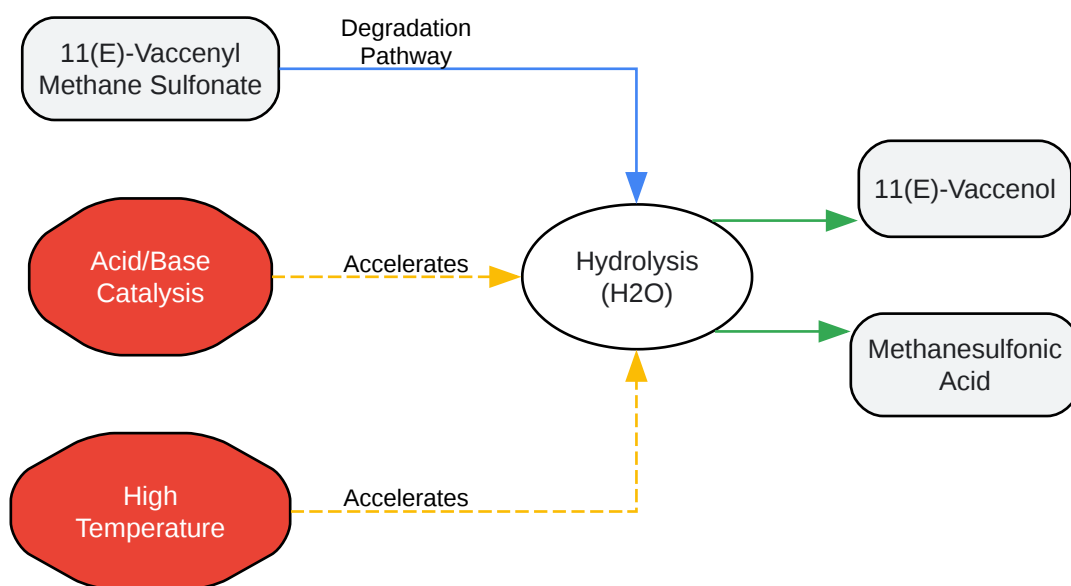 11(E)-Vaccenyl
Methane Sulfonate
Degradation
Pathway
11(E)-Vaccenol
Acid/Base
Catalysis
Accelerates
Hydrolysis
(H2O)
Methanesulfonic
Acid
High
Temperature
Accelerates